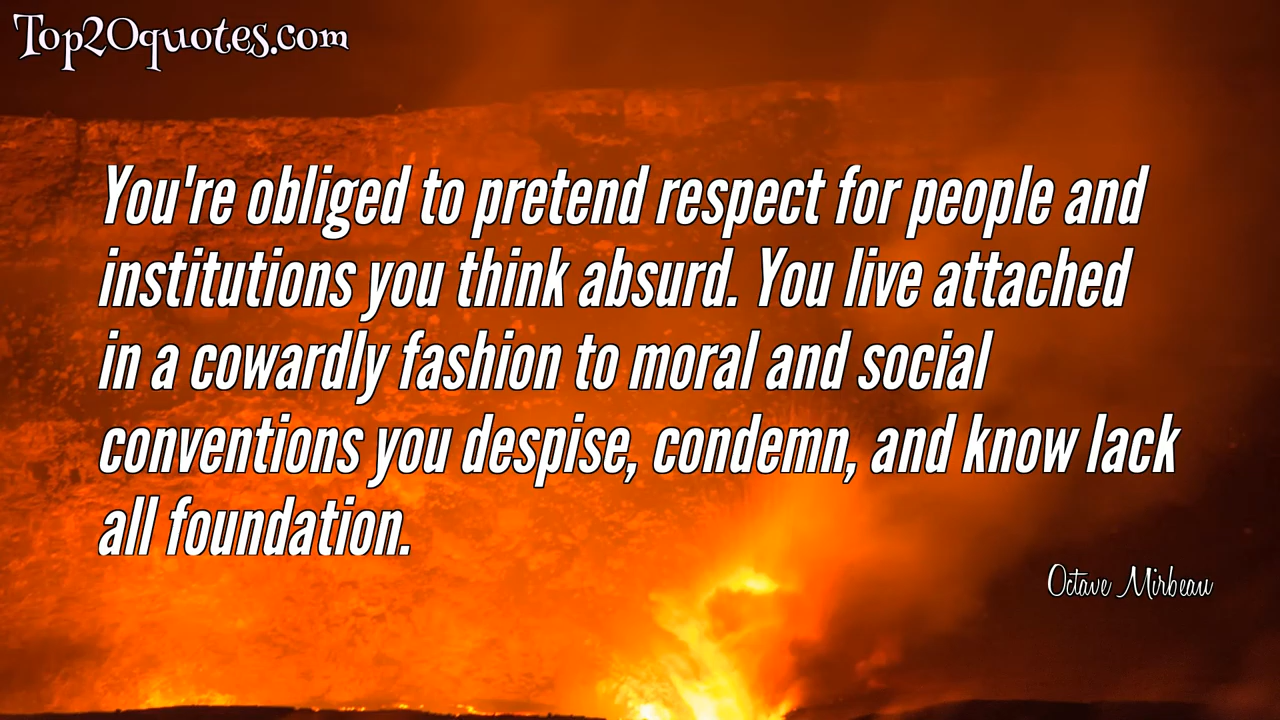 Top20quotes.com
You're obliged to pretend respect for people and
institutions you think absurd. You live attached
in a cowardly fashion to moral and social
conventions you despise, condemn, and know lack
all foundation.
Octave Mirbeau